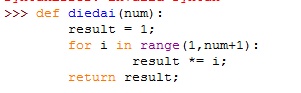 >>> def diedai(num):
result = 1;
for i in range(1,num+1):
result *= i;
return result;